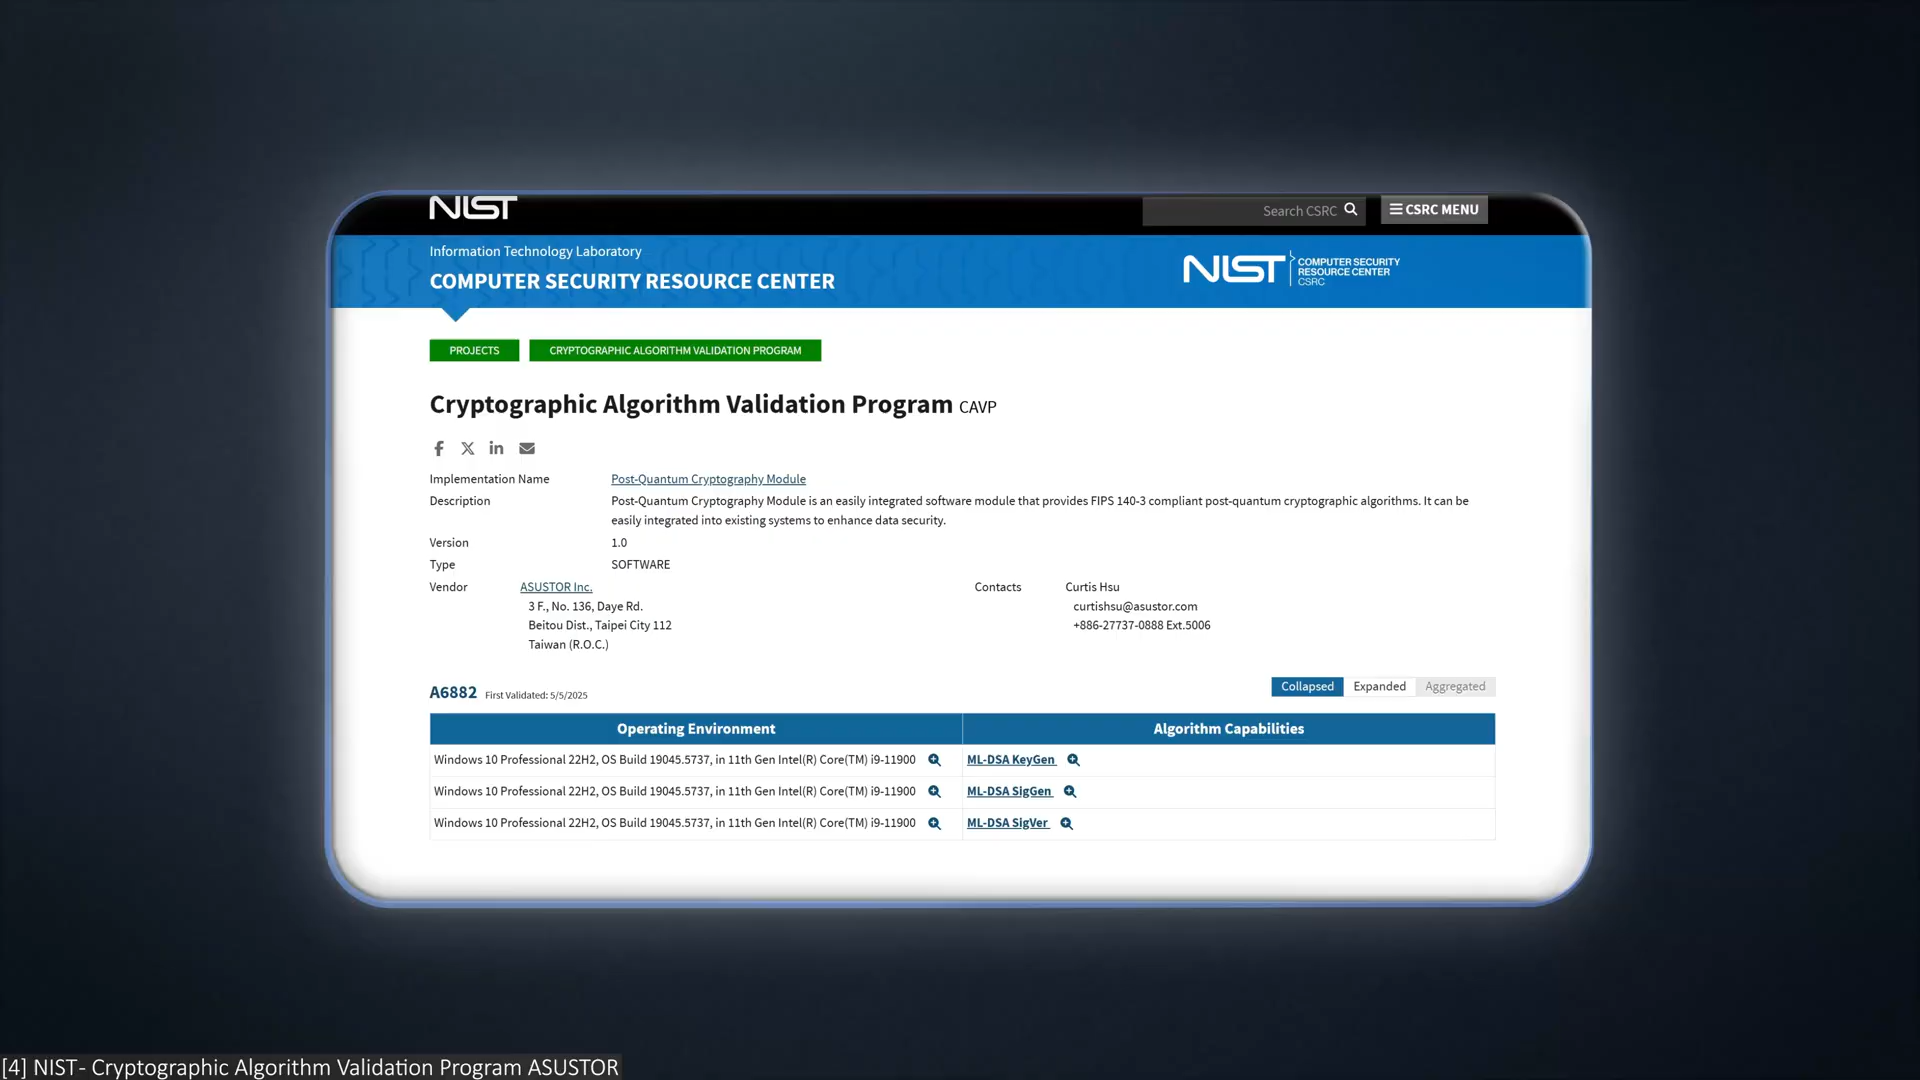 NIST
Search CSRC
CSRC MENU
Information Technology Laboratory
COMPUTER SECURITY RESOURCE CENTER
NIST
COMPUTER SECURITY
RESOURCE CENTER
CSRC
PROJECTS
CRYPTOGRAPHIC ALGORITHM VALIDATION PROGRAM
Cryptographic Algorithm Validation Program CAVP
Implementation Name Post-Quantum Cryptography Module
Description Post-Quantum Cryptography Module is an easily integrated software module that provides FIPS 140-3 compliant post-quantum cryptographic algorithms. It can be
easily integrated into existing systems to enhance data security.
Version 1.0
Type SOFTWARE
Vendor ASUSTOR Inc. Contacts Curtis Hsu
3 F., No. 136, Daye Rd. curtishsu@asustor.com
Beitou Dist., Taipei City 112 +886-27737-0888 Ext.5006
Taiwan (R.O.C.)
A6882 First Validated: 5/5/2025 Collapsed Expanded Aggregated
Operating Environment Algorithm Capabilities
Windows 10 Professional 22H2, OS Build 19045.5737, in 11th Gen Intel(R) Core(TM) i9-11900 ML-DSA KeyGen
Windows 10 Professional 22H2, OS Build 19045.5737, in 11th Gen Intel(R) Core(TM) i9-11900 ML-DSA SigGen
Windows 10 Professional 22H2, OS Build 19045.5737, in 11th Gen Intel(R) Core(TM) i9-11900 ML-DSA SigVer
[4] NIST- Cryptographic Algorithm Validation Program ASUSTOR